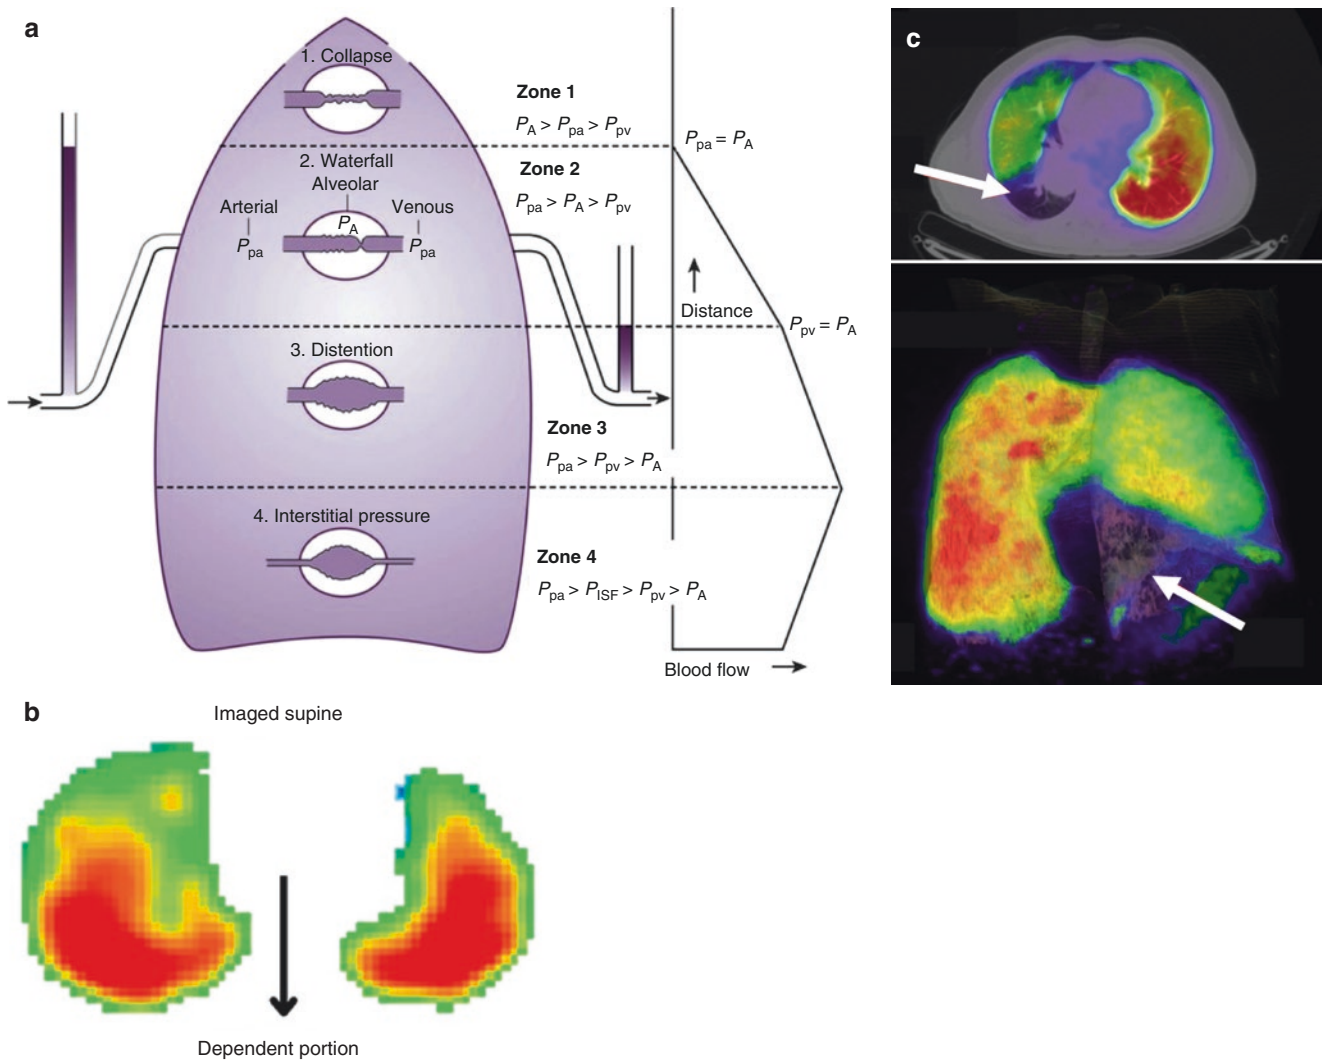 a
1. Collapse
Zone 1
P_A > P_pa > P_pv
P_pa = P_A
2. Waterfall
Alveolar
Zone 2
P_pa > P_A > P_pv
Arterial
P_A
Venous
P_pa
P_pa
Distance
P_pv = P_A
3. Distention
Zone 3
P_pa > P_pv > P_A
4. Interstitial pressure
Zone 4
P_pa > P_ISF > P_pv > P_A
Blood flow
b
Imaged supine
Dependent portion
c